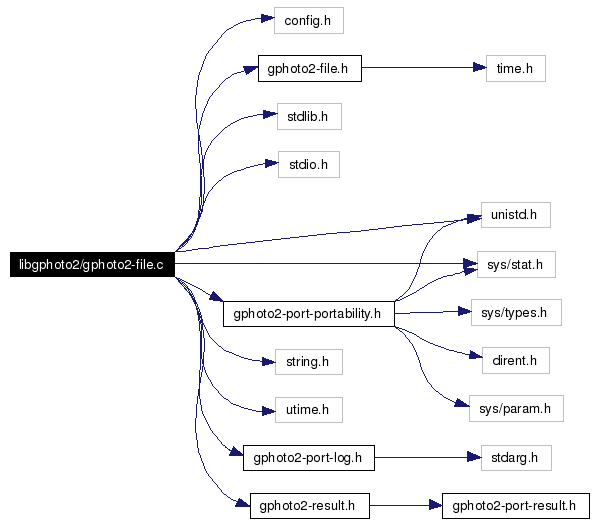 config.h
gphoto2-file.h
time.h
stdlib.h
stdio.h
unistd.h
libgphoto2/gphoto2-file.c
sys/stat.h
gphoto2-port-portability.h
sys/types.h
string.h
dirent.h
utime.h
sys/param.h
gphoto2-port-log.h
stdarg.h
gphoto2-result.h
gphoto2-port-result.h